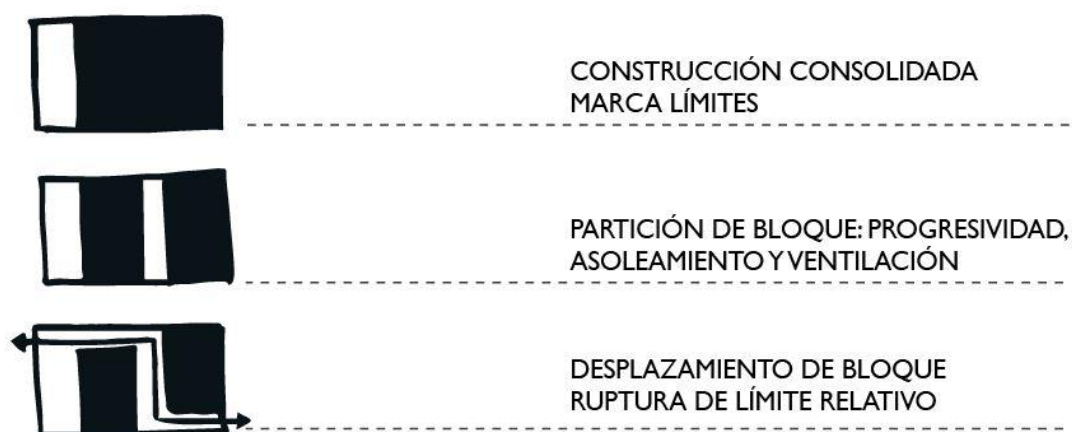 CONSTRUCCIÓN CONSOLIDADA
MARCA LÍMITES
PARTICIÓN DE BLOQUE: PROGRESIVIDAD,
ASOLEAMIENTO Y VENTILACIÓN
DESPLAZAMIENTO DE BLOQUE
RUPTURA DE LÍMITE RELATIVO